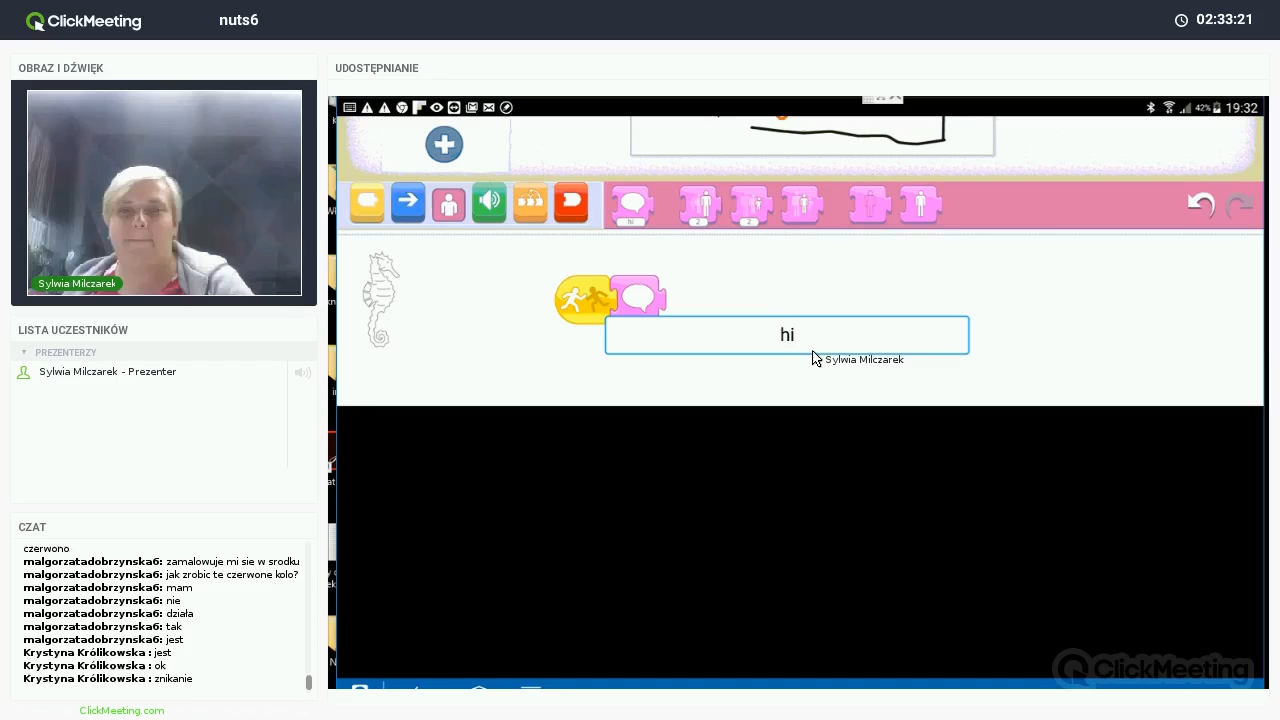 ClickMeeting
nuts6
02:33:21
OBRAZ I DŹWIĘK
Sylwia Milczarek
LISTA UCZESTNIKÓW
PREZENTERZY
Sylwia Milczarek - Prezenter
CZAT
czerwono
malgorzatadobrzynska6: zamalowuje mi sie w srodku
malgorzatadobrzynska6: jak zrobic te czerwone kolo?
malgorzatadobrzynska6: mam
malgorzatadobrzynska6: nie
malgorzatadobrzynska6: działa
malgorzatadobrzynska6: tak
malgorzatadobrzynska6: jest
Krystyna Królikowska : jest
Krystyna Królikowska : ok
Krystyna Królikowska : znikanie
ClickMeeting.com
UDOSTĘPNIANIE
42% 19:32
hi
2
2
hi
Sylwia Milczarek
ClickMeeting